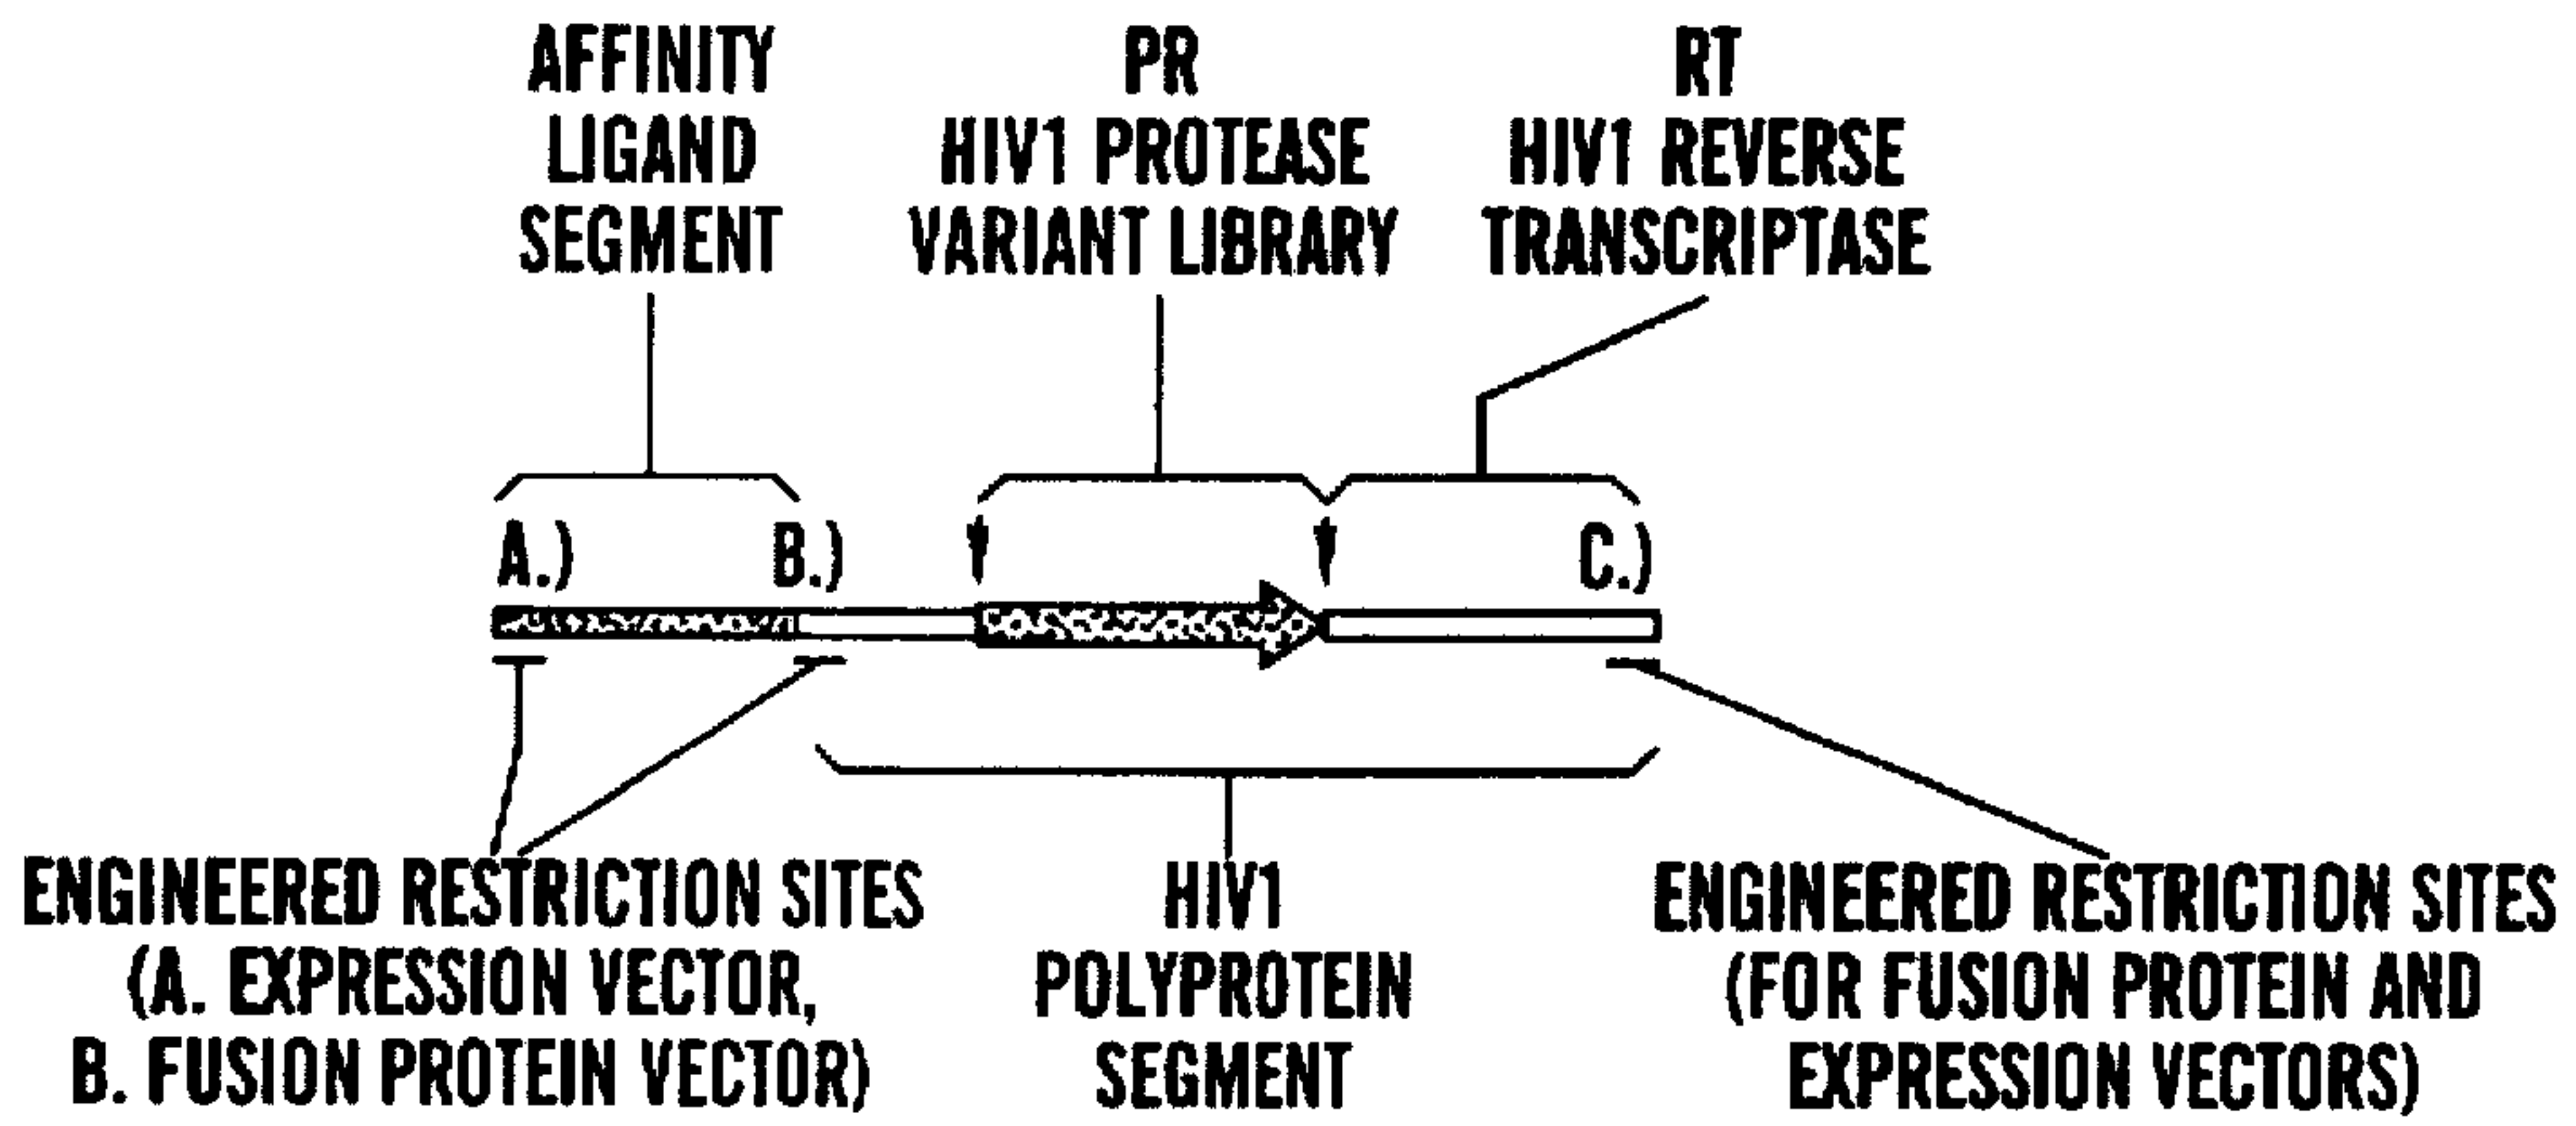 AFFINITY
LIGAND
SEGMENT
PR
HIV1 PROTEASE
VARIANT LIBRARY
RT
HIV1 REVERSE
TRANSCRIPTASE
A.)
B.)
C.)
ENGINEERED RESTRICTION SITES
(A. EXPRESSION VECTOR,
B. FUSION PROTEIN VECTOR)
HIV1
POLYPROTEIN
SEGMENT
ENGINEERED RESTRICTION SITES
(FOR FUSION PROTEIN AND
EXPRESSION VECTORS)